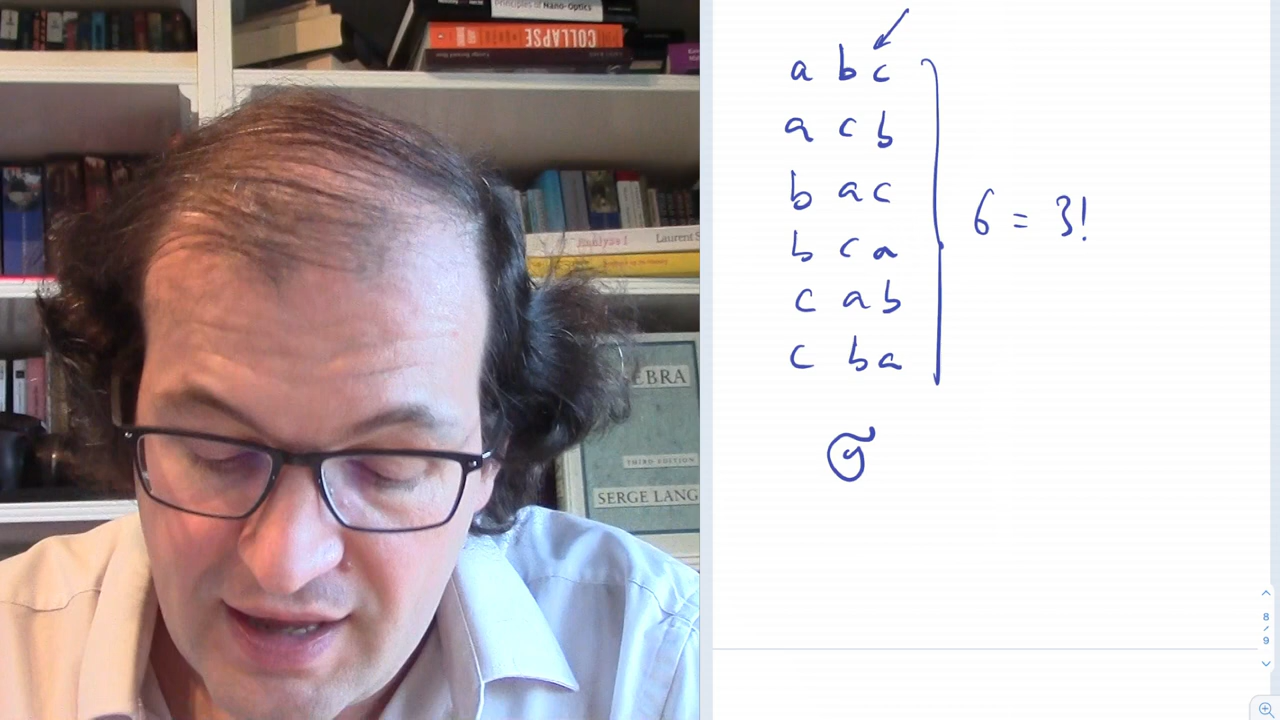 Principles of Nano-Optics
COLLAPSE
Analyse I
Laurent S
EBRA
THIRD EDITION
SERGE LANG
a b c
a c b
b a c
b c a
c a b
c b a
6 = 3!
σ
8
/
9